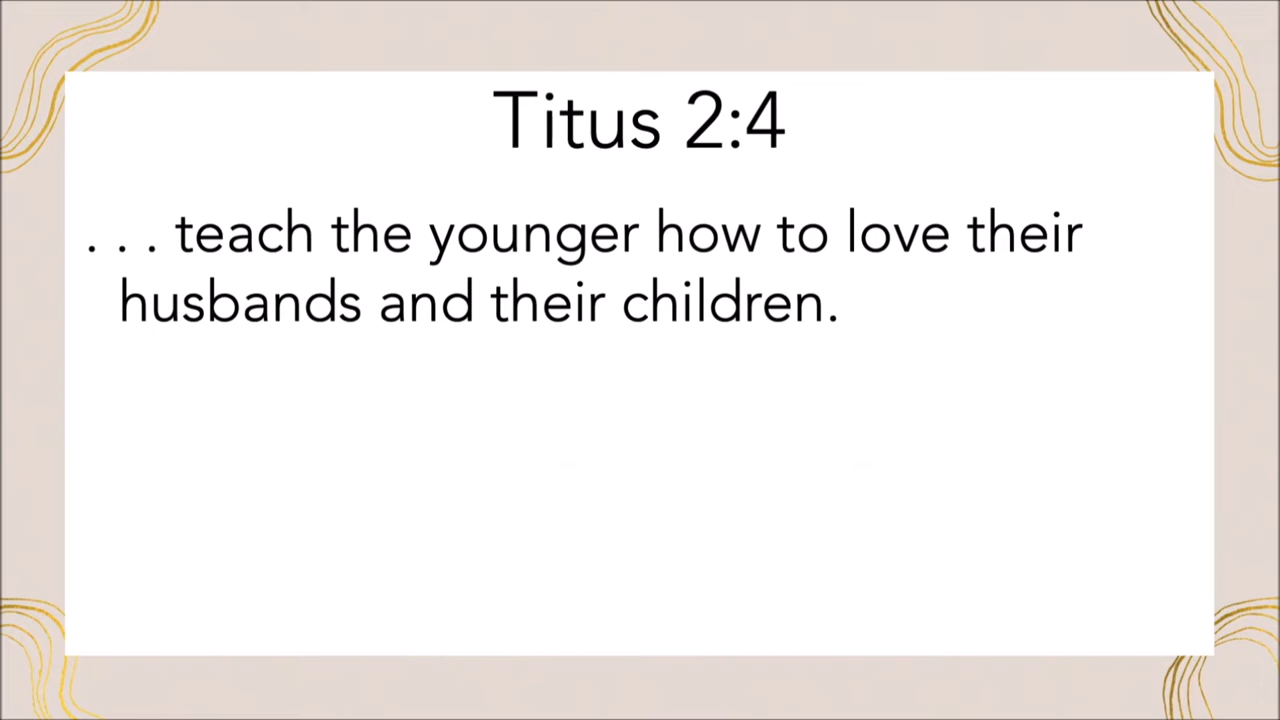 Titus 2:4
. . . teach the younger how to love their
husbands and their children.